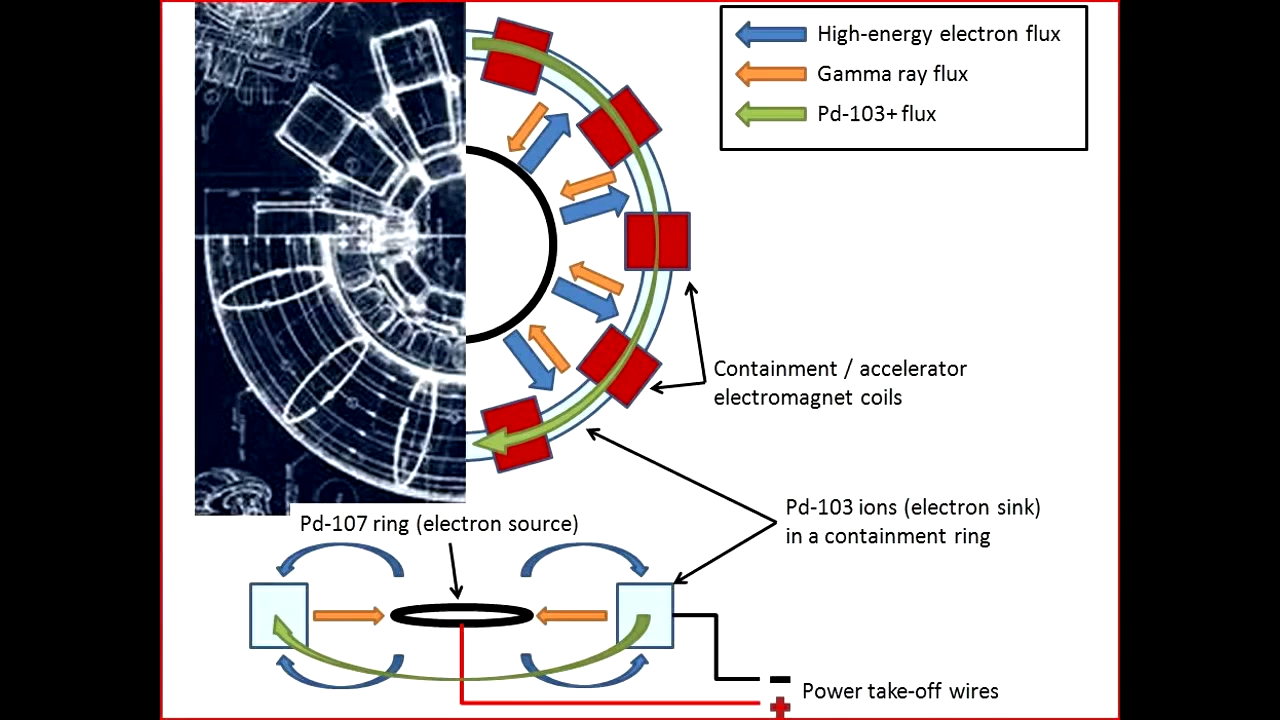 High-energy electron flux
Gamma ray flux
Pd-103+ flux
Containment / accelerator
electromagnet coils
Pd-103 ions (electron sink)
in a containment ring
Pd-107 ring (electron source)
Power take-off wires